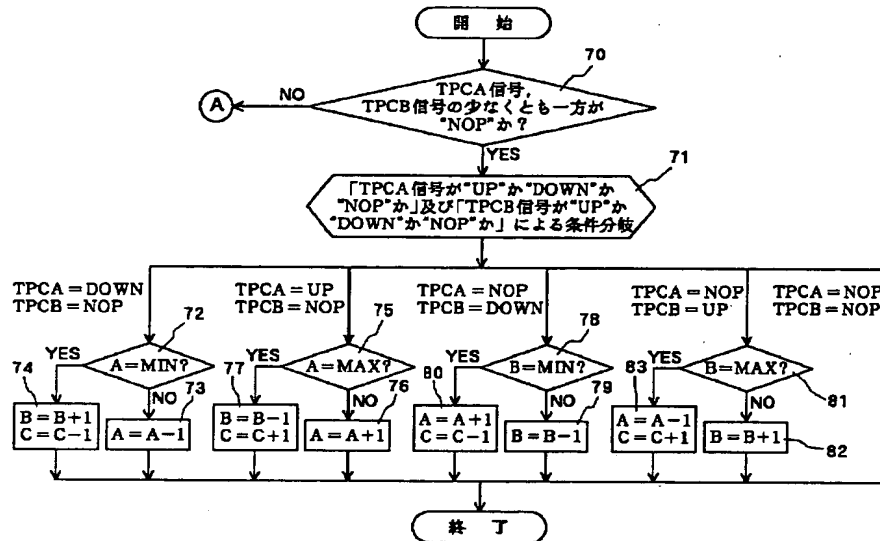 開 始
70
TPCA信号,
TPCB信号の少なくとも一方が
"NOP"か?
NO
A
YES
71
「TPCA信号が"UP"か"DOWN"か
"NOP"か」及び「TPCB信号が"UP"か
"DOWN"か"NOP"か」による条件分岐
TPCA=DOWN
TPCB=NOP
TPCA=UP
TPCB=NOP
TPCA=NOP
TPCB=DOWN
TPCA=NOP
TPCB=UP
TPCA=NOP
TPCB=NOP
72
A=MIN?
YES
NO
74
B=B+1
C=C-1
73
A=A-1
75
A=MAX?
YES
NO
77
B=B-1
C=C+1
76
A=A+1
78
B=MIN?
YES
NO
80
A=A+1
C=C-1
79
B=B-1
B=MAX?
81
YES
NO
83
A=A-1
C=C+1
B=B+1
82
終 了